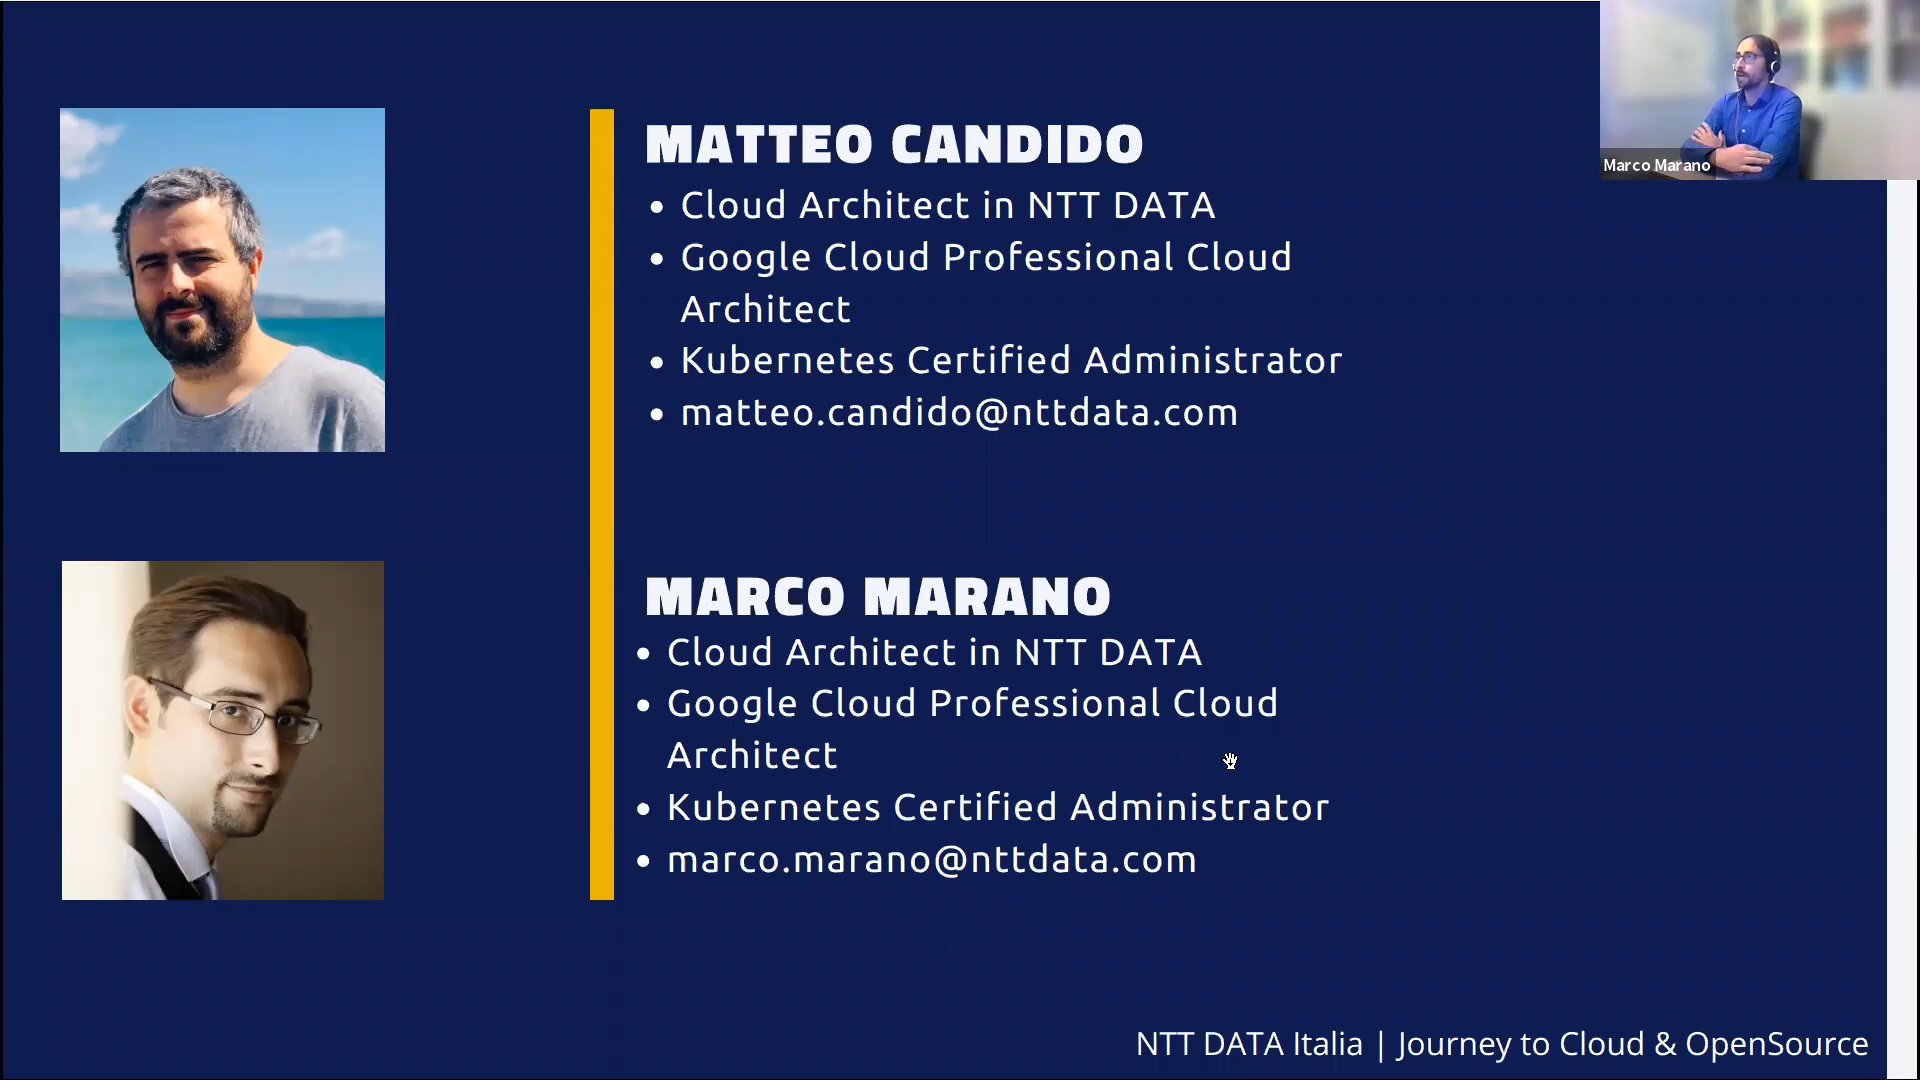 Marco Marano
MATTEO CANDIDO
• Cloud Architect in NTT DATA
• Google Cloud Professional Cloud
Architect
• Kubernetes Certified Administrator
• matteo.candido@nttdata.com
MARCO MARANO
• Cloud Architect in NTT DATA
• Google Cloud Professional Cloud
Architect
• Kubernetes Certified Administrator
• marco.marano@nttdata.com
NTT DATA Italia | Journey to Cloud & OpenSource